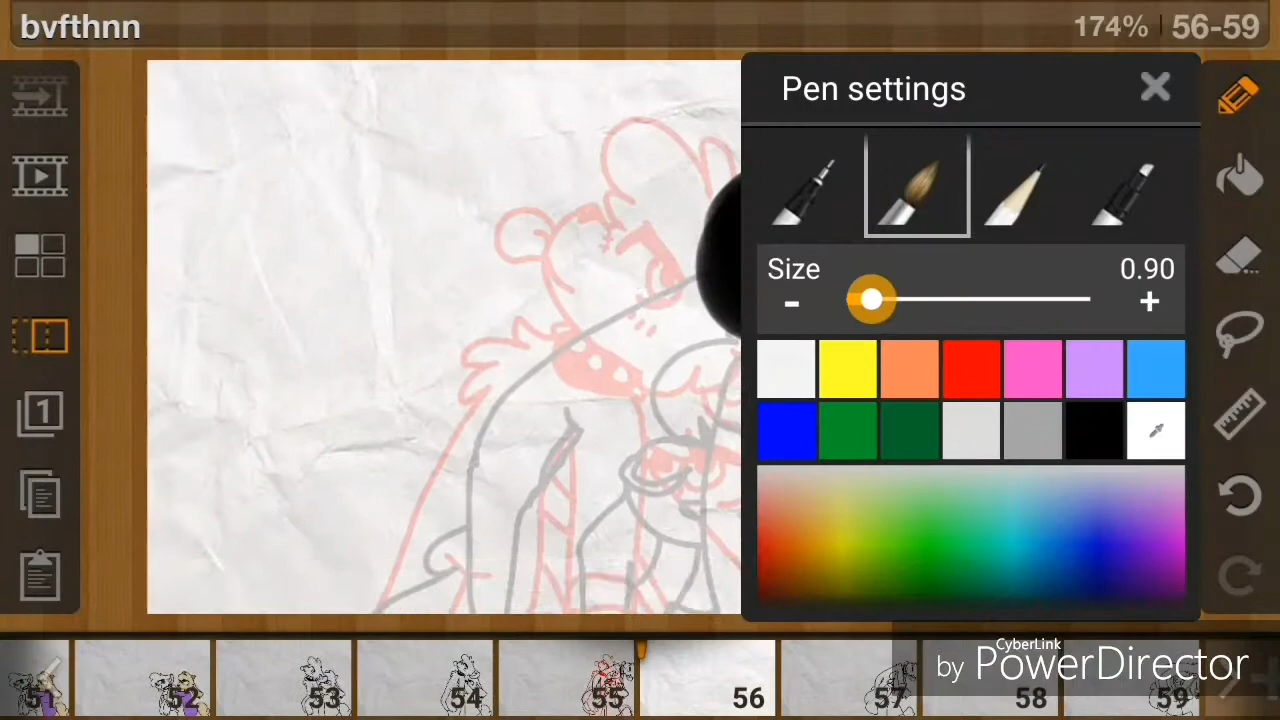 bvfthnn
174% | 56-59
Pen settings
Size 0.90
- +
1
51 52 53 54 55 56 57 58 59
CyberLink
by PowerDirector